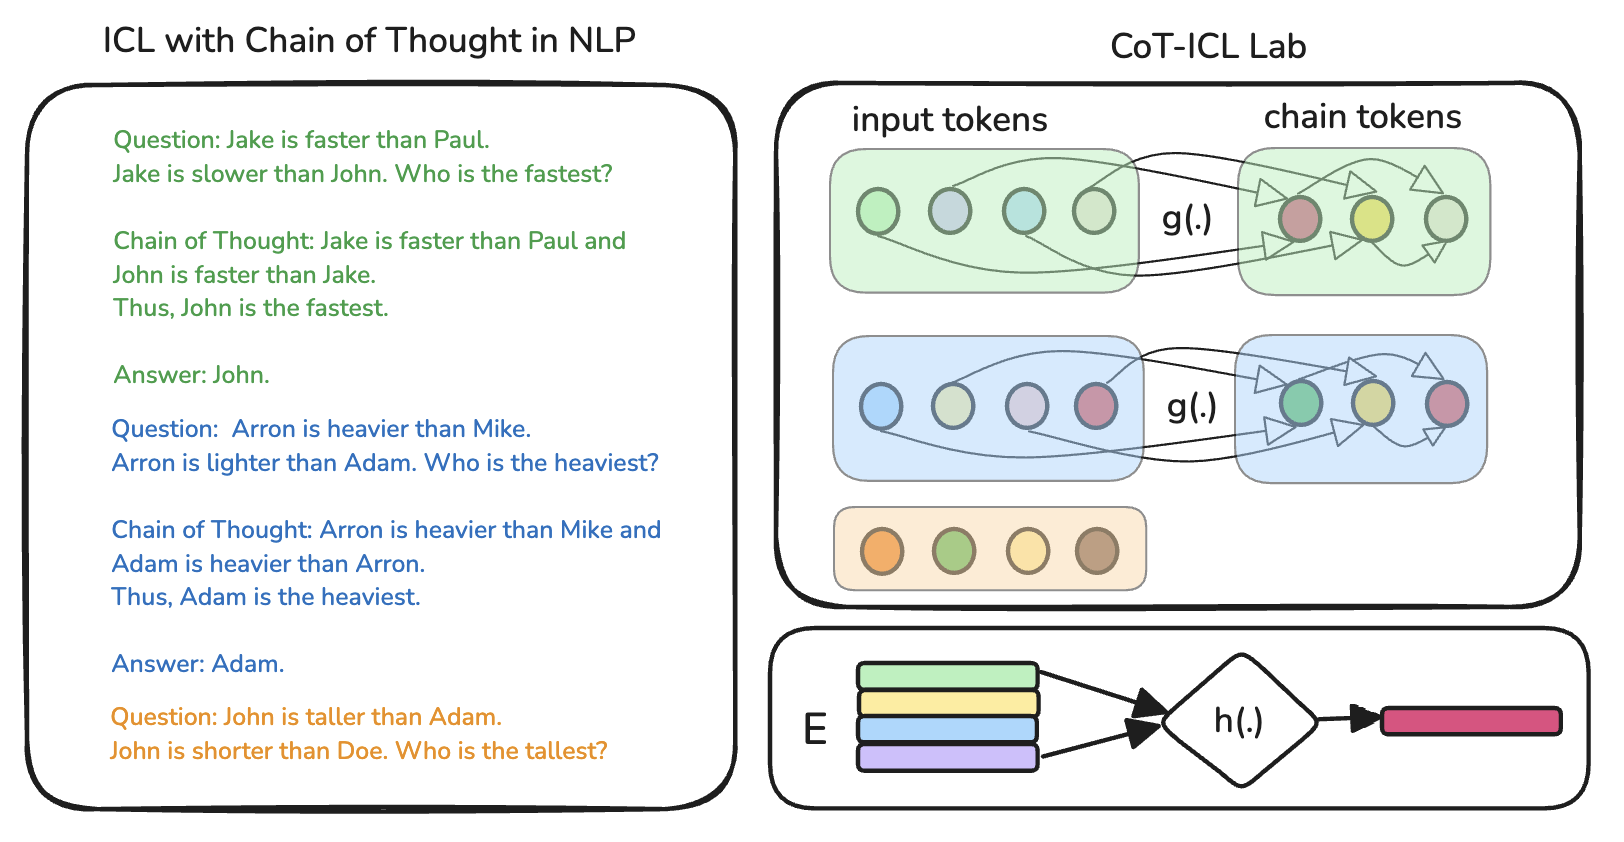 ICL with Chain of Thought in NLP
Question: Jake is faster than Paul.
Jake is slower than John. Who is the fastest?
Chain of Thought: Jake is faster than Paul and
John is faster than Jake.
Thus, John is the fastest.
Answer: John.
Question:  Arron is heavier than Mike.
Arron is lighter than Adam. Who is the heaviest?
Chain of Thought: Arron is heavier than Mike and
Adam is heavier than Arron.
Thus, Adam is the heaviest.
Answer: Adam.
Question: John is taller than Adam.
John is shorter than Doe. Who is the tallest?
CoT-ICL Lab
input tokens
chain tokens
g(.)
g(.)
E
h(.)